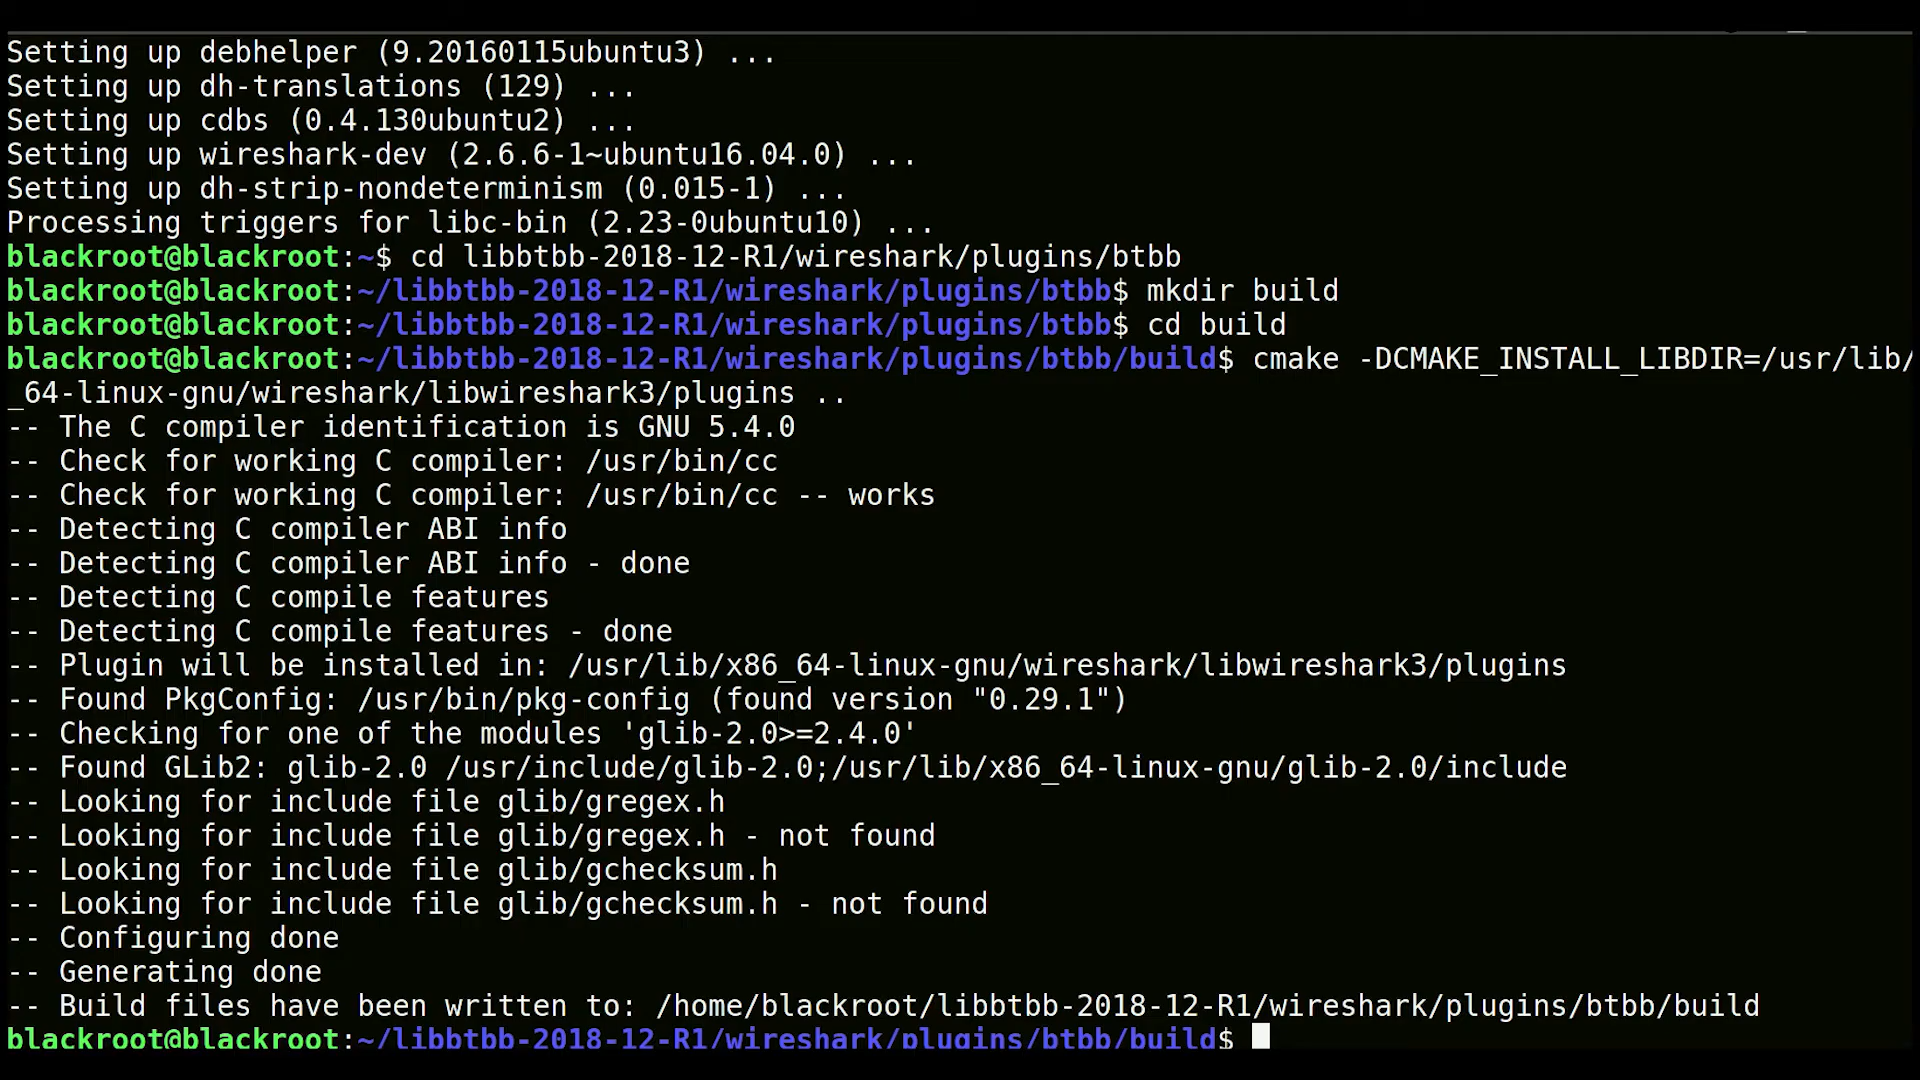 Setting up debhelper (9.20160115ubuntu3) ...
Setting up dh-translations (129) ...
Setting up cdbs (0.4.130ubuntu2) ...
Setting up wireshark-dev (2.6.6-1~ubuntu16.04.0) ...
Setting up dh-strip-nondeterminism (0.015-1) ...
Processing triggers for libc-bin (2.23-0ubuntu10) ...
blackroot@blackroot:~$ cd libbtbb-2018-12-R1/wireshark/plugins/btbb
blackroot@blackroot:~/libbtbb-2018-12-R1/wireshark/plugins/btbb$ mkdir build
blackroot@blackroot:~/libbtbb-2018-12-R1/wireshark/plugins/btbb$ cd build
blackroot@blackroot:~/libbtbb-2018-12-R1/wireshark/plugins/btbb/build$ cmake -DCMAKE_INSTALL_LIBDIR=/usr/lib/
_64-linux-gnu/wireshark/libwireshark3/plugins ..
-- The C compiler identification is GNU 5.4.0
-- Check for working C compiler: /usr/bin/cc
-- Check for working C compiler: /usr/bin/cc -- works
-- Detecting C compiler ABI info
-- Detecting C compiler ABI info - done
-- Detecting C compile features
-- Detecting C compile features - done
-- Plugin will be installed in: /usr/lib/x86_64-linux-gnu/wireshark/libwireshark3/plugins
-- Found PkgConfig: /usr/bin/pkg-config (found version "0.29.1")
-- Checking for one of the modules 'glib-2.0>=2.4.0'
-- Found GLib2: glib-2.0 /usr/include/glib-2.0;/usr/lib/x86_64-linux-gnu/glib-2.0/include
-- Looking for include file glib/gregex.h
-- Looking for include file glib/gregex.h - not found
-- Looking for include file glib/gchecksum.h
-- Looking for include file glib/gchecksum.h - not found
-- Configuring done
-- Generating done
-- Build files have been written to: /home/blackroot/libbtbb-2018-12-R1/wireshark/plugins/btbb/build
blackroot@blackroot:~/libbtbb-2018-12-R1/wireshark/plugins/btbb/build$